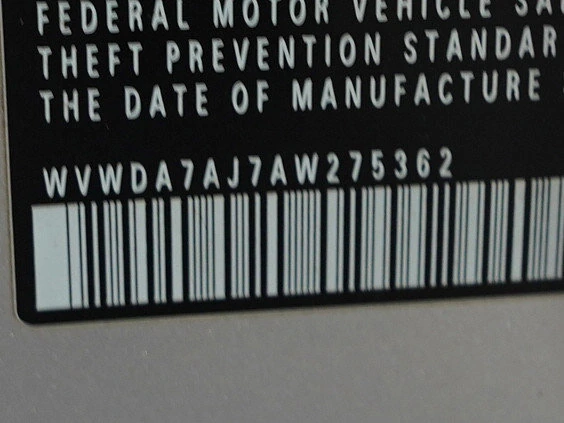 FEDERAL MOTOR VEHICLE
THEFT PREVENTION STANDAR
THE DATE OF MANUFACTURE
WVWDA7AJ7AW275362